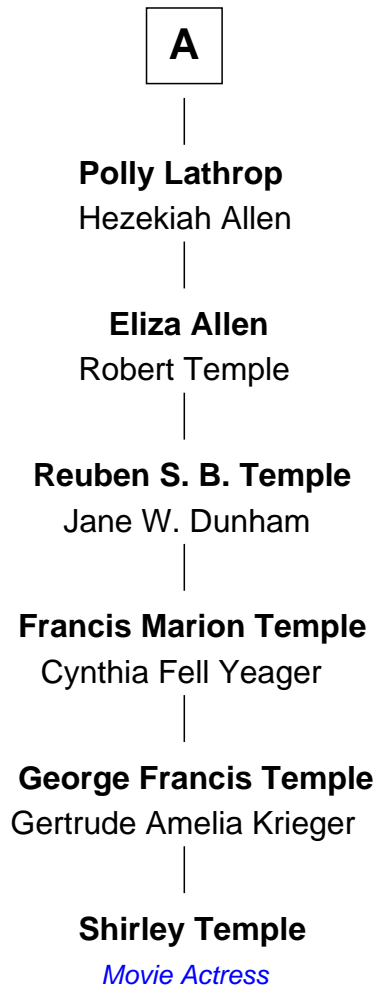 A
Polly Lathrop
Hezekiah Allen
Eliza Allen
Robert Temple
Reuben S. B. Temple
Jane W. Dunham
Francis Marion Temple
Cynthia Fell Yeager
George Francis Temple
Gertrude Amelia Krieger
Shirley Temple
Movie Actress